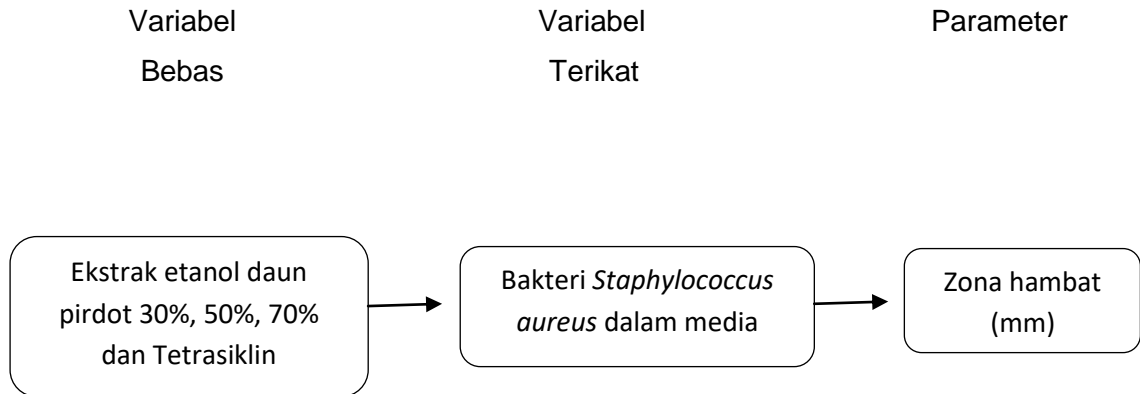 Variabel
Bebas
Variabel
Terikat
Parameter
Ekstrak etanol daun
pirdot 30%, 50%, 70%
dan Tetrasiklin
Bakteri Staphylococcus
aureus dalam media
Zona hambat
(mm)